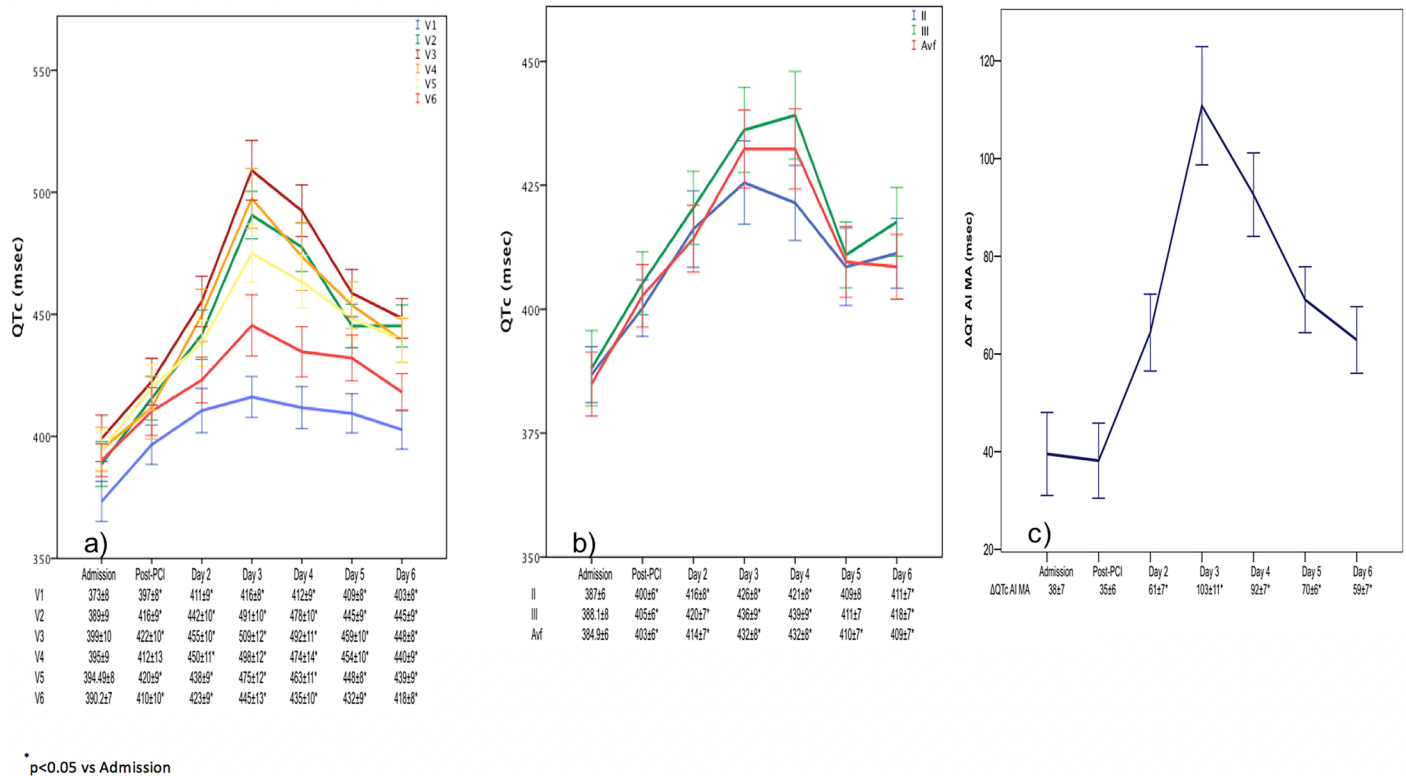 V1
V2
V3
V4
V5
V6
550
500
450
400
350
QTc (msec)
a)
Admission Post-PCI Day 2 Day 3 Day 4 Day 5 Day 6
V1 373±8 397±8* 411±9* 416±8* 412±9* 409±8* 403±8*
V2 389±9 416±9* 442±10* 491±10* 478±10* 445±9* 445±9*
V3 399±10 422±10* 455±10* 509±12* 492±11* 459±10* 448±8*
V4 395±9 412±13 450±11* 498±12* 474±14* 454±10* 440±9*
V5 394.49±8 420±9* 438±9* 475±12* 463±11* 448±8* 439±9*
V6 390.2±7 410±10* 423±9* 445±13* 435±10* 432±9* 418±8*
II
III
Avf
450
425
400
375
350
QTc (msec)
b)
Admission Post-PCI Day 2 Day 3 Day 4 Day 5 Day 6
II 387±6 400±6* 416±8* 426±8* 421±8* 409±8 411±7*
III 388.1±8 405±6* 420±7* 436±9* 439±9* 411±7 418±7*
Avf 384.9±6 403±6* 414±7* 432±8* 432±8* 410±7* 409±7*
120
100
80
60
40
20
ΔQT AI MA (msec)
c)
Admission Post-PCI Day 2 Day 3 Day 4 Day 5 Day 6
ΔQTc AI MA 38±7 35±6 61±7* 103±11* 92±7* 70±6* 59±7*
*p<0.05 vs Admission